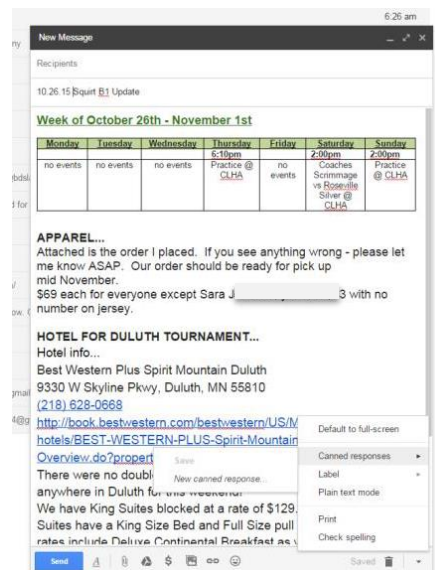 6:26 am
New Message
Recipients
10.26.15 Squirt B1 Update
Week of October 26th - November 1st
Monday Tuesday Wednesday Thursday Friday Saturday Sunday
6:10pm 2:00pm 2:00pm
no events no events no events Practice @ CLHA no events Coaches Scrimmage vs Roseville Silver @ CLHA Practice @ CLHA
APPAREL...
Attached is the order I placed. If you see anything wrong - please let
me know ASAP. Our order should be ready for pick up
mid November.
$69 each for everyone except Sara J 3 with no
number on jersey.
HOTEL FOR DULUTH TOURNAMENT...
Hotel info...
Best Western Plus Spirit Mountain Duluth
9330 W Skyline Pkwy, Duluth, MN 55810
(218) 628-0668
http://book.bestwestern.com/bestwestern/US/M
hotels/BEST-WESTERN-PLUS-Spirit-Mountain
Overview.do?propert
There were no doubl
anywhere in Duluth for this weekend!
We have King Suites blocked at a rate of $129.
Suites have a King Size Bed and Full Size pull
rates include Deluxe Continental Breakfast as
Save
New canned response...
Default to full-screen
Canned responses
Label
Plain text mode
Print
Check spelling
Send
Saved